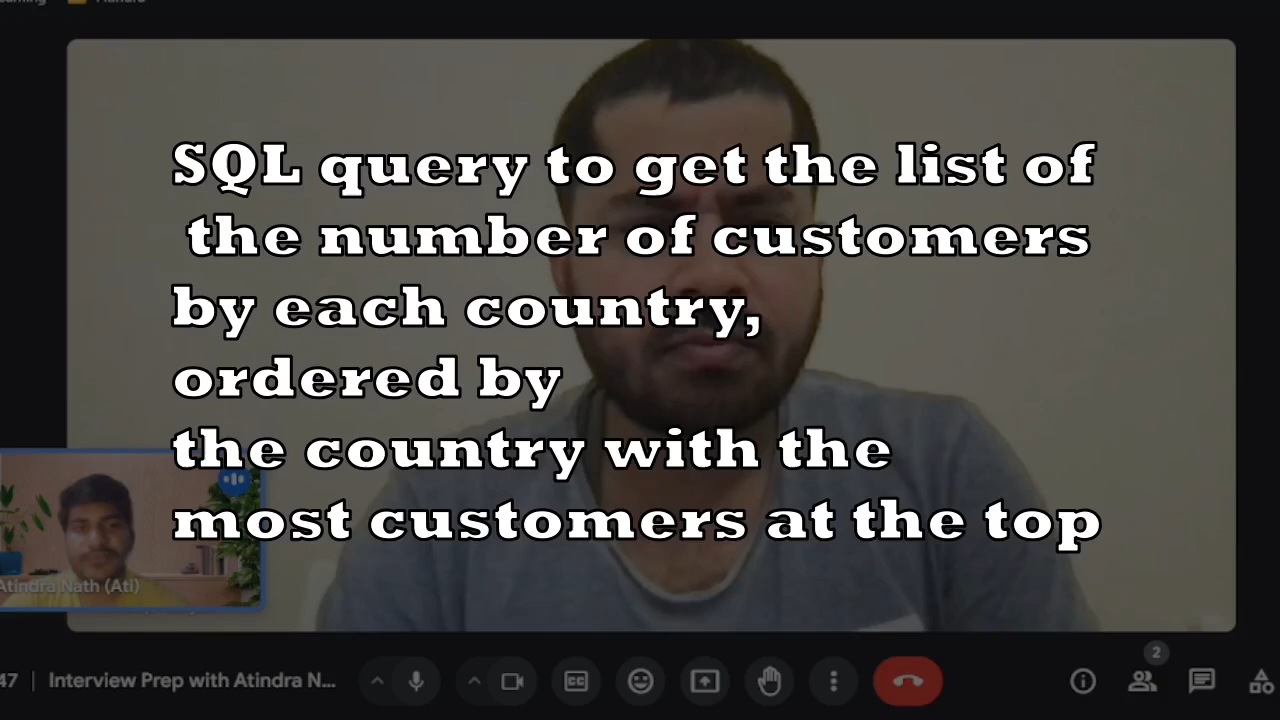 SQL query to get the list of
the number of customers
by each country,
ordered by
the country with the
most customers at the top
Atindra Nath (Ati)
2
47 | Interview Prep with Atindra N...
CC